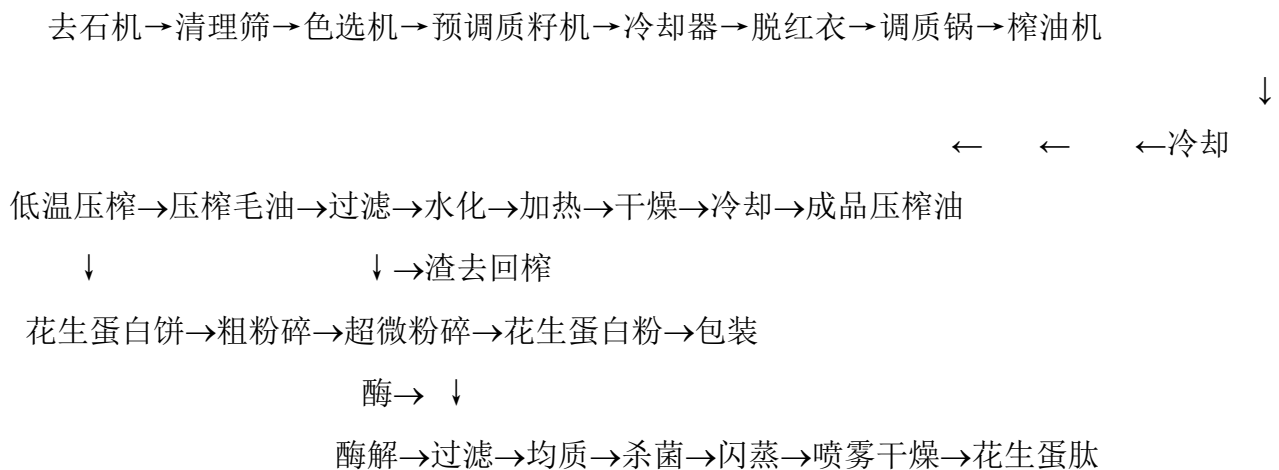 去石机→清理筛→色选机→预调质籽机→冷却器→脱红衣→调质锅→榨油机
↓
← ← ←冷却
低温压榨→压榨毛油→过滤→水化→加热→干燥→冷却→成品压榨油
↓ ↓→渣去回榨
花生蛋白饼→粗粉碎→超微粉碎→花生蛋白粉→包装
酶→ ↓
酶解→过滤→均质→杀菌→闪蒸→喷雾干燥→花生蛋肽